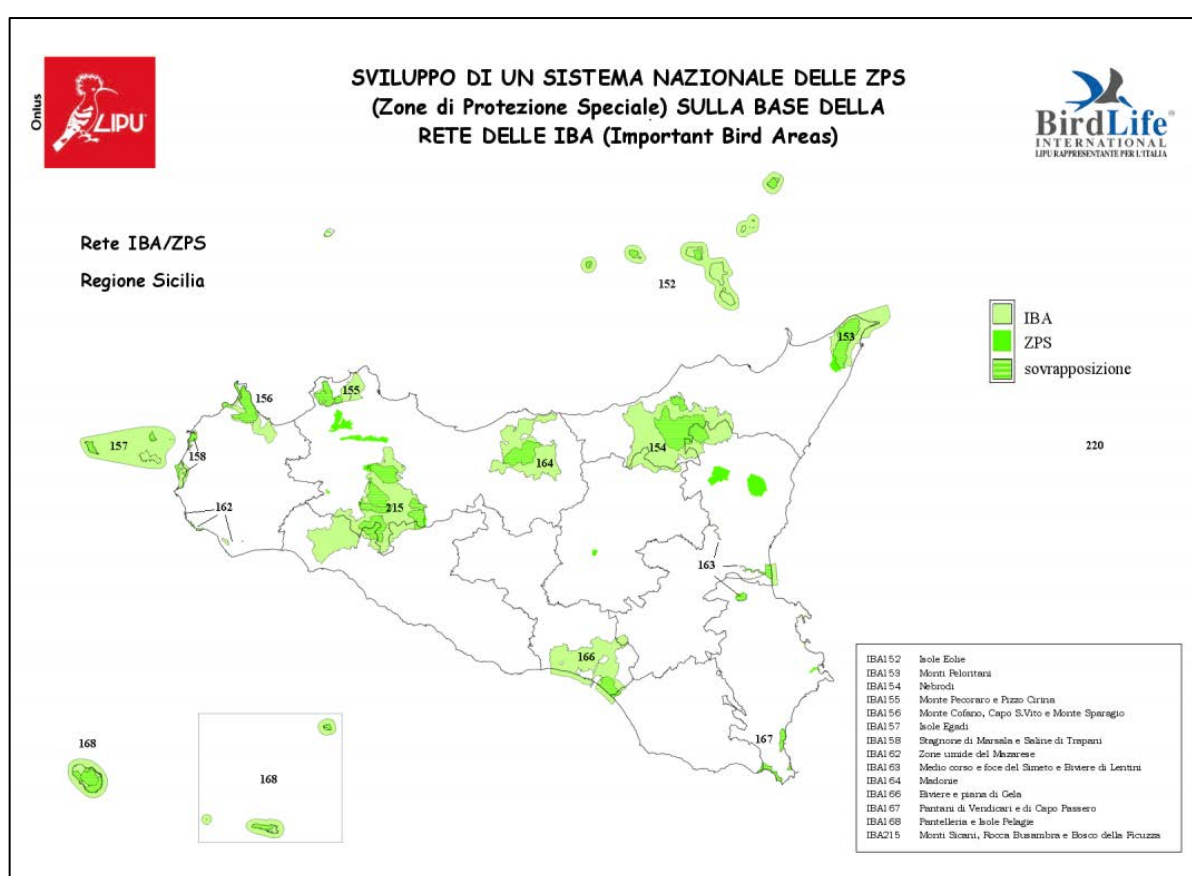 Onlus
LIPU
SVILUPPO DI UN SISTEMA NAZIONALE DELLE ZPS
(Zone di Protezione Speciale) SULLA BASE DELLA
RETE DELLE IBA (Important Bird Areas)
BirdLife®
INTERNATIONAL
LIPU RAPPRESENTANTE PER L'ITALIA
Rete IBA/ZPS
Regione Sicilia
152
153
IBA
ZPS
sovrapposizione
156
155
157
158
154
164
220
162
215
163
166
168
168
167
IBA152 Isole Eolie
IBA153 Monti Peloritani
IBA154 Nebrodi
IBA155 Monte Pecoraro e Pizzo Cirina
IBA156 Monte Cofano, Capo S.Vito e Monte Sparagio
IBA157 Isole Egadi
IBA158 Stagnone di Marsala e Saline di Trapani
IBA162 Zone umide del Mazarese
IBA163 Medio corso e foce del Simeto e Biviere di Lentini
IBA164 Madonie
IBA166 Biviere e piana di Gela
IBA167 Pantani di Vendicari e di Capo Passero
IBA168 Pantelleria e Isole Pelagie
IBA215 Monti Sicani, Rocca Busambra e Bosco della Ficuzza